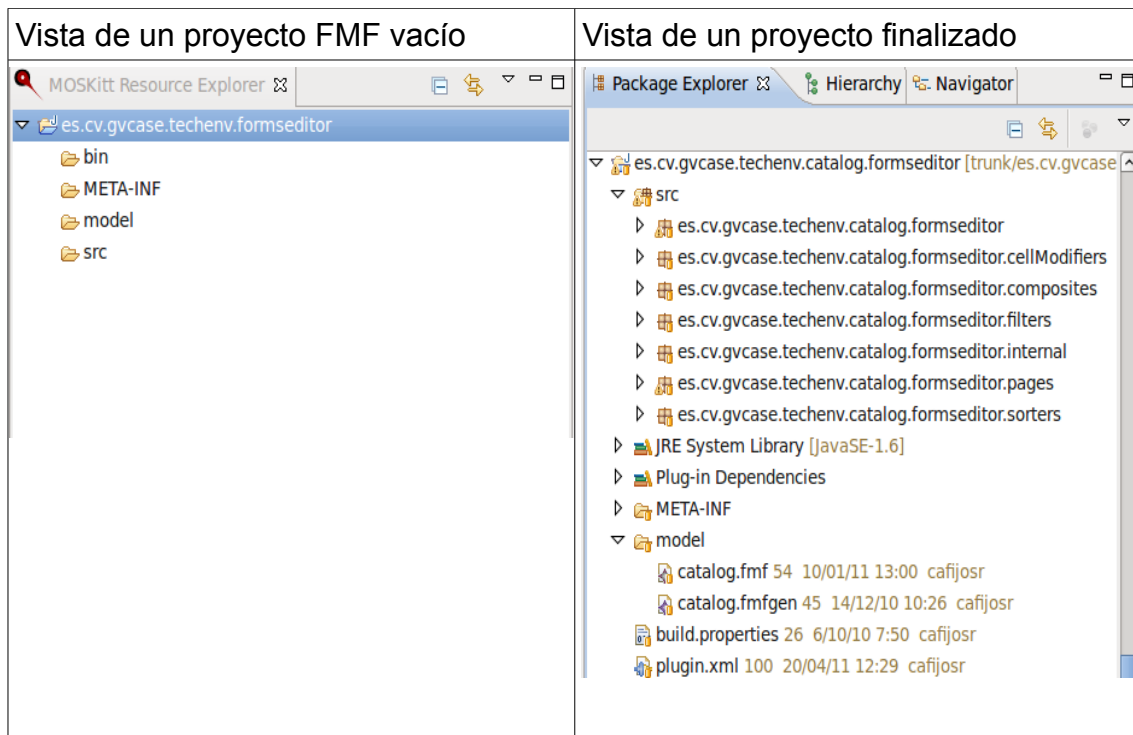 Vista de un proyecto FMF vacío
Vista de un proyecto finalizado
MOSKitt Resource Explorer
es.cv.gvcase.techenv.formseditor
bin
META-INF
model
src
Package Explorer
Hierarchy
Navigator
es.cv.gvcase.techenv.catalog.formseditor [trunk/es.cv.gvcase
src
es.cv.gvcase.techenv.catalog.formseditor
es.cv.gvcase.techenv.catalog.formseditor.cellModifiers
es.cv.gvcase.techenv.catalog.formseditor.composites
es.cv.gvcase.techenv.catalog.formseditor.filters
es.cv.gvcase.techenv.catalog.formseditor.internal
es.cv.gvcase.techenv.catalog.formseditor.pages
es.cv.gvcase.techenv.catalog.formseditor.sorters
JRE System Library [JavaSE-1.6]
Plug-in Dependencies
META-INF
model
catalog.fmf 54 10/01/11 13:00 cafijosr
catalog.fmfgen 45 14/12/10 10:26 cafijosr
build.properties 26 6/10/10 7:50 cafijosr
plugin.xml 100 20/04/11 12:29 cafijosr